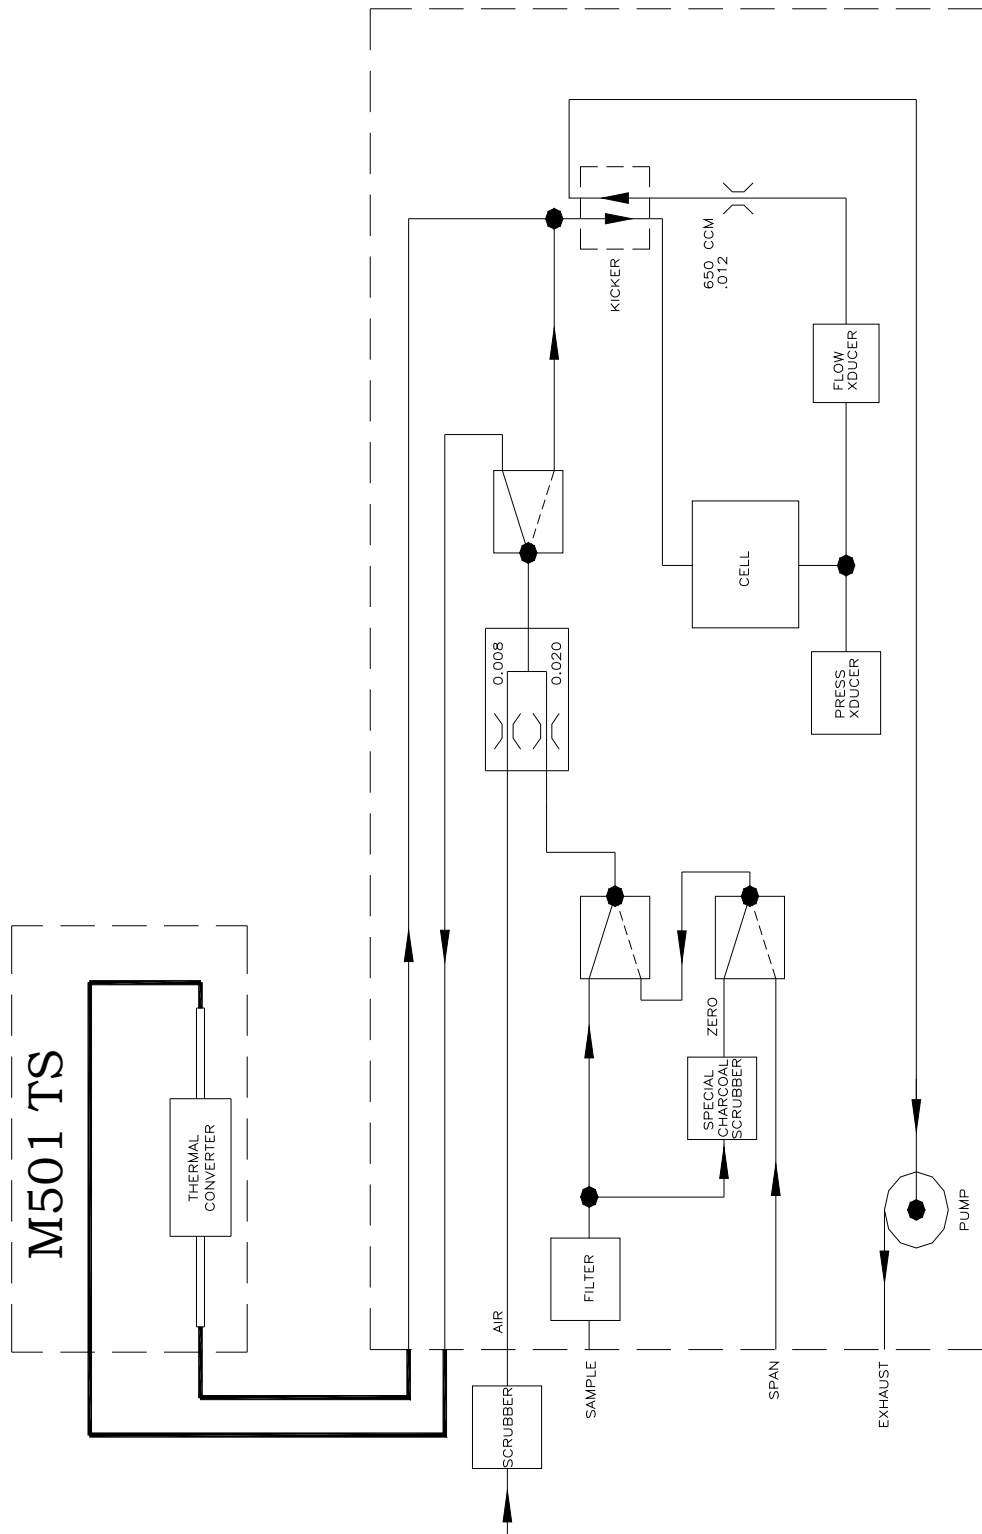 M501 TS
THERMAL
CONVERTER
SCRUBBER
AIR
SAMPLE
FILTER
SPAN
EXHAUST
PUMP
SPECIAL
CHARCOAL
SCRUBBER
ZERO
0.008
0.020
PRESS
XDUCER
CELL
FLOW
XDUCER
KICKER
650 CCM
.012